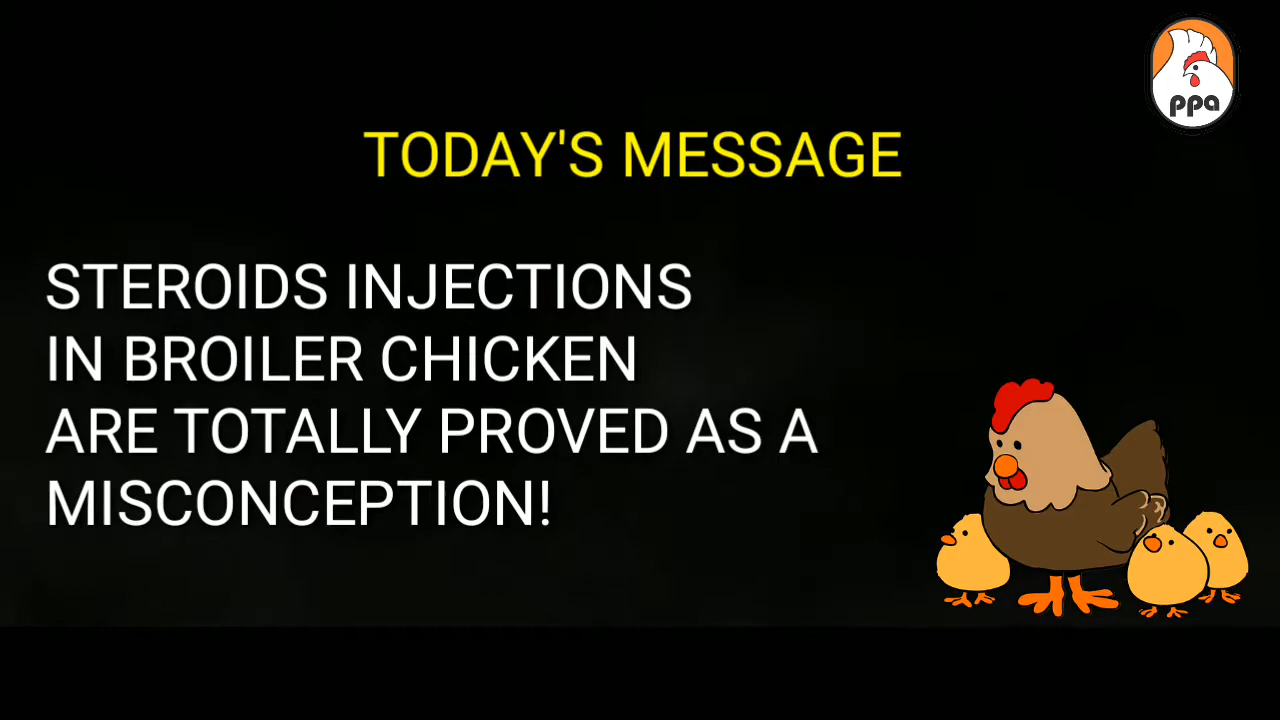 ppa
TODAY'S MESSAGE
STEROIDS INJECTIONS
IN BROILER CHICKEN
ARE TOTALLY PROVED AS A
MISCONCEPTION!